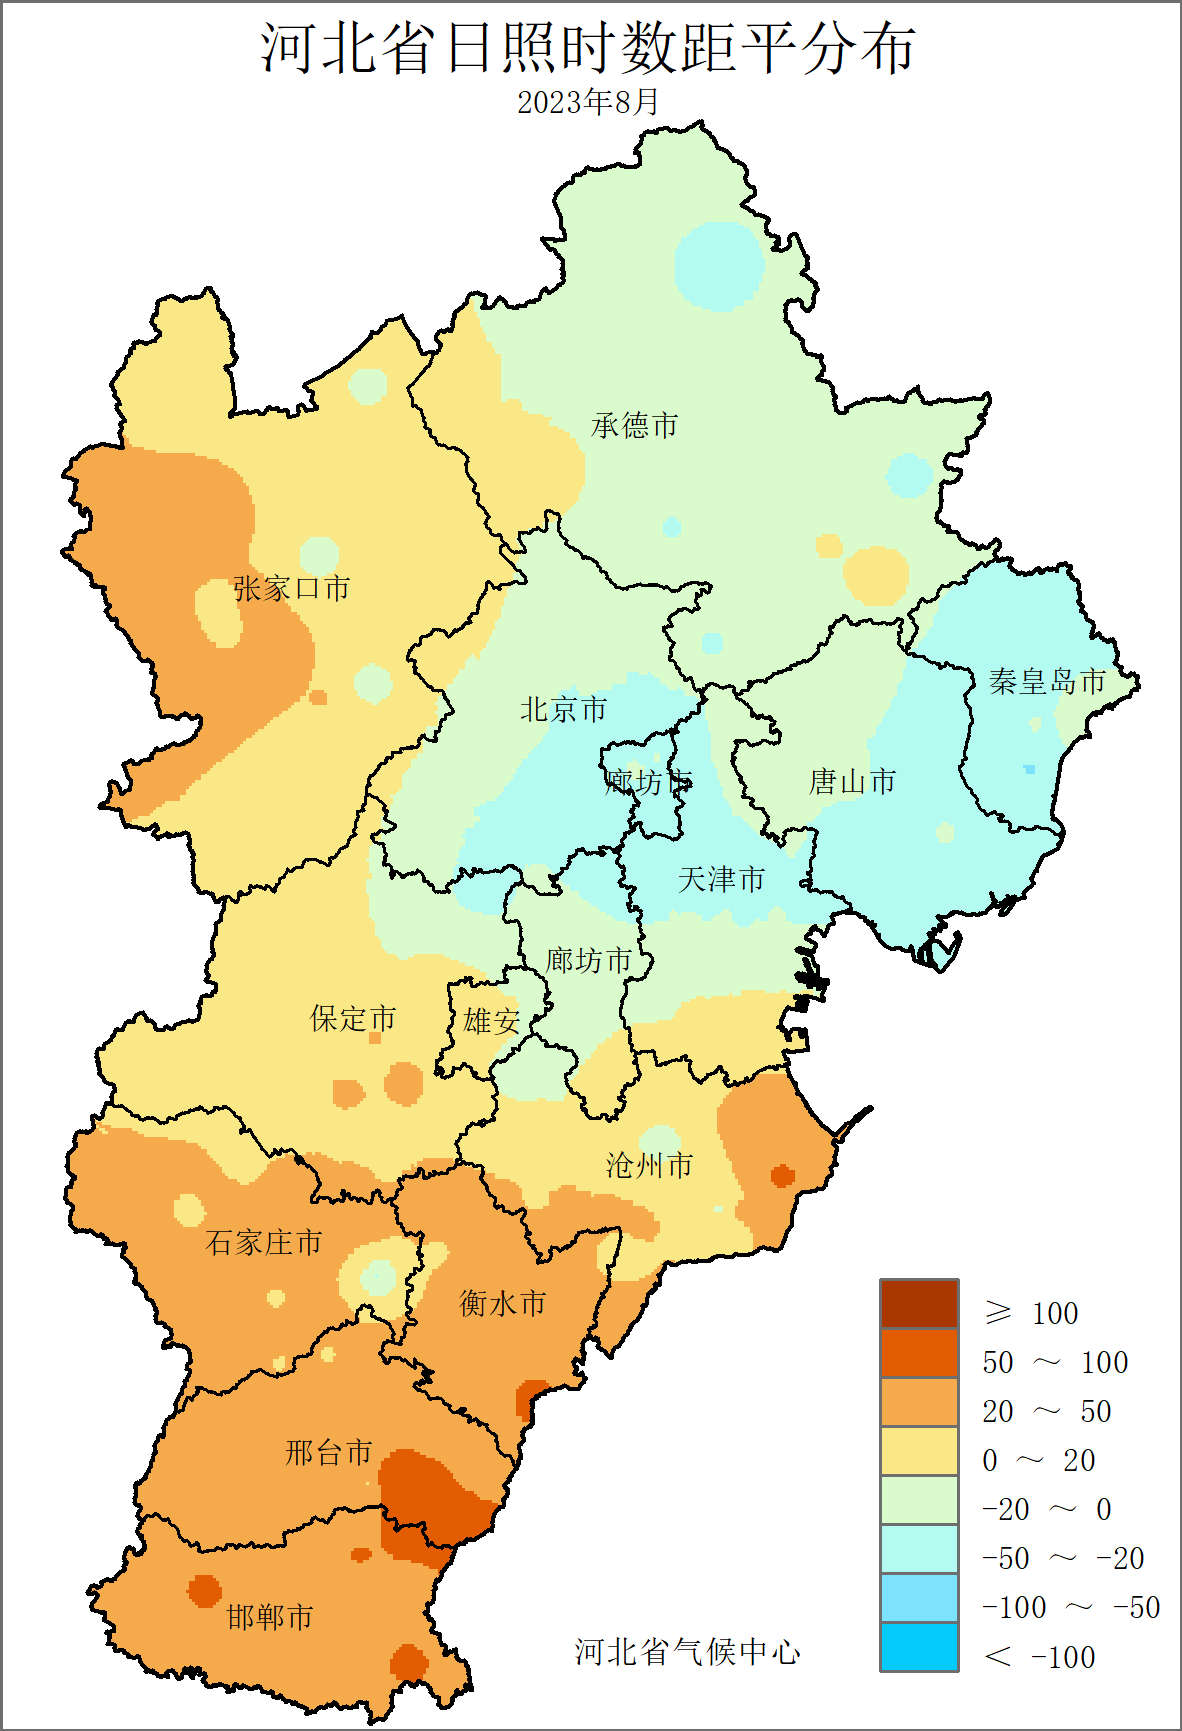 河北省日照时数距平分布
2023年8月
承德市
张家口市
秦皇岛市
北京市
廊坊市
唐山市
天津市
廊坊市
保定市
雄安
沧州市
石家庄市
衡水市
邢台市
邯郸市
≥ 100
50 ～ 100
20 ～ 50
0 ～ 20
-20 ～ 0
-50 ～ -20
-100 ～ -50
< -100
河北省气候中心